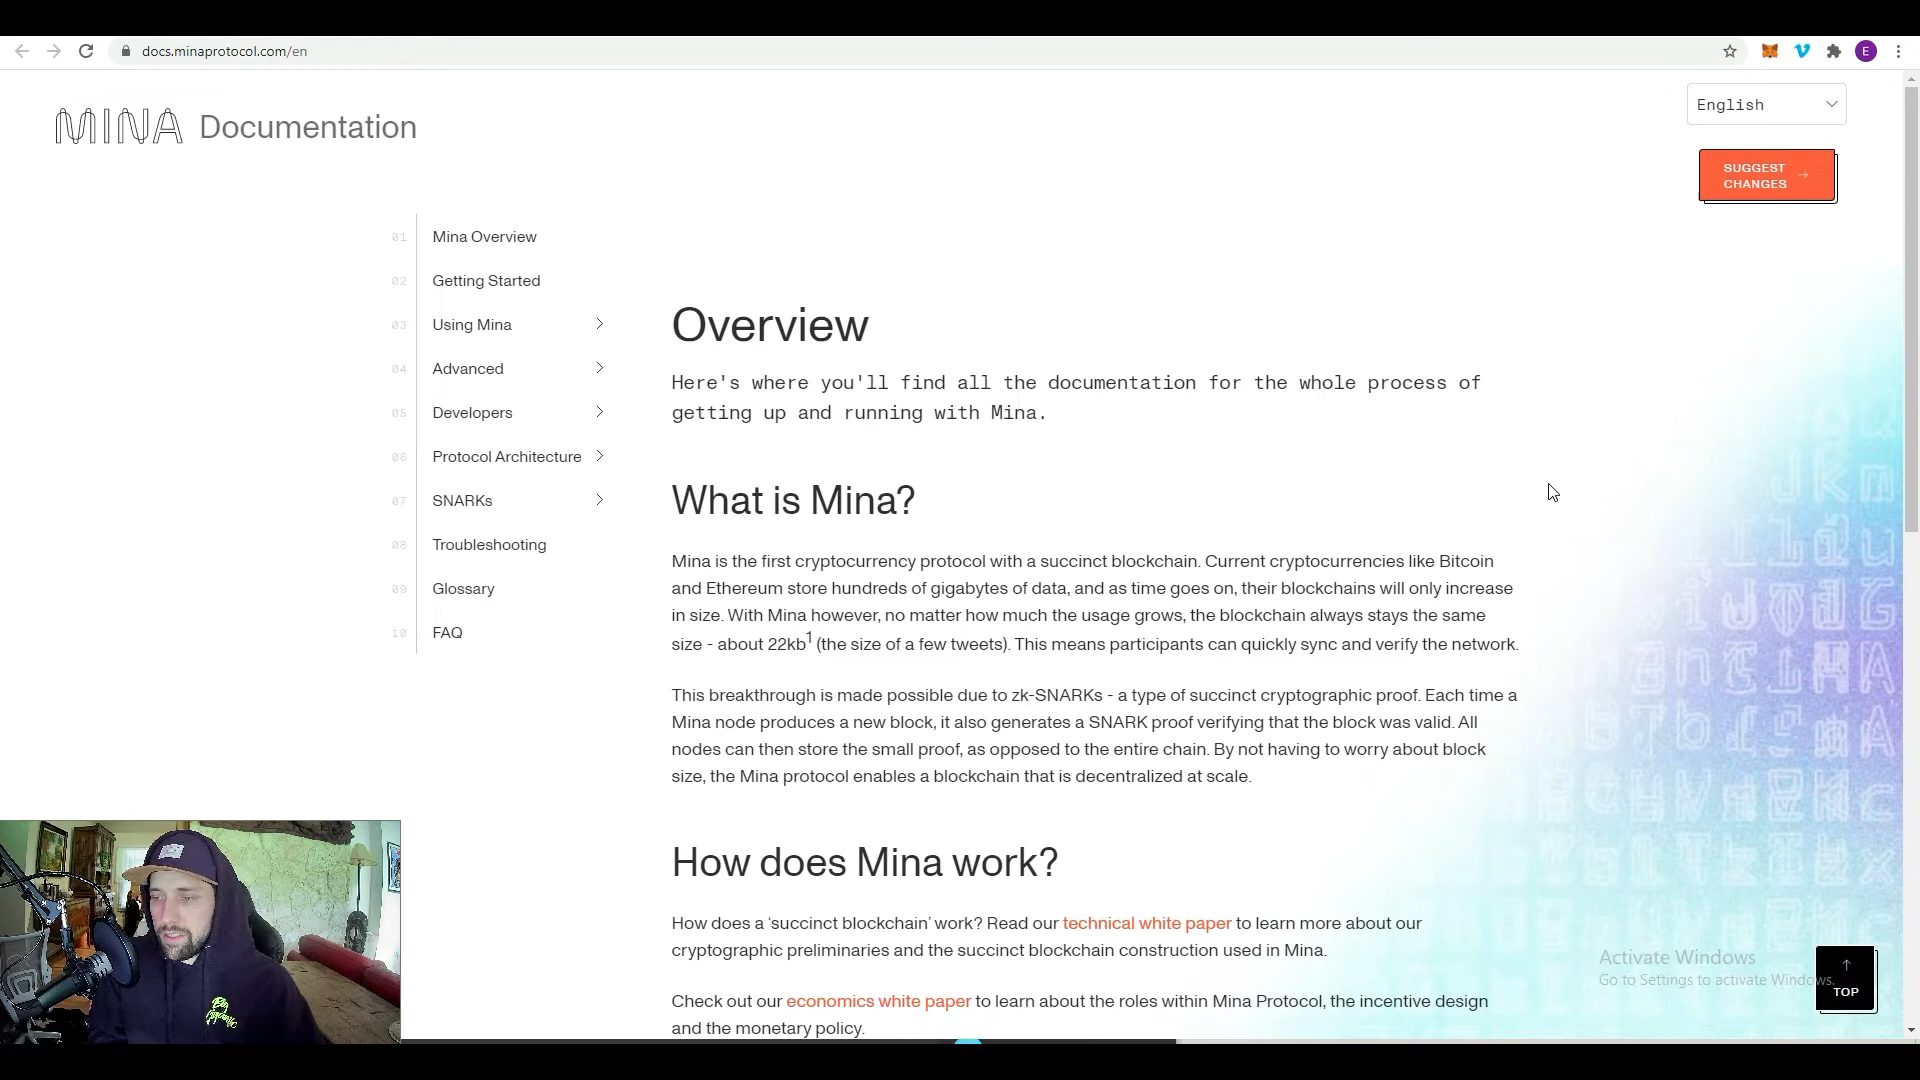 docs.minaprotocol.com/en
E
MINA Documentation
English
SUGGEST
CHANGES
01 Mina Overview
02 Getting Started
03 Using Mina
04 Advanced
05 Developers
06 Protocol Architecture
07 SNARKs
08 Troubleshooting
09 Glossary
10 FAQ
Overview
Here's where you'll find all the documentation for the whole process of
getting up and running with Mina.
What is Mina?
Mina is the first cryptocurrency protocol with a succinct blockchain. Current cryptocurrencies like Bitcoin
and Ethereum store hundreds of gigabytes of data, and as time goes on, their blockchains will only increase
in size. With Mina however, no matter how much the usage grows, the blockchain always stays the same
size - about 22kb1 (the size of a few tweets). This means participants can quickly sync and verify the network.
This breakthrough is made possible due to zk-SNARKs - a type of succinct cryptographic proof. Each time a
Mina node produces a new block, it also generates a SNARK proof verifying that the block was valid. All
nodes can then store the small proof, as opposed to the entire chain. By not having to worry about block
size, the Mina protocol enables a blockchain that is decentralized at scale.
How does Mina work?
How does a ‘succinct blockchain’ work? Read our technical white paper to learn more about our
cryptographic preliminaries and the succinct blockchain construction used in Mina.
Check out our economics white paper to learn about the roles within Mina Protocol, the incentive design
and the monetary policy.
Activate Windows
Go to Settings to activate Windows.
TOP